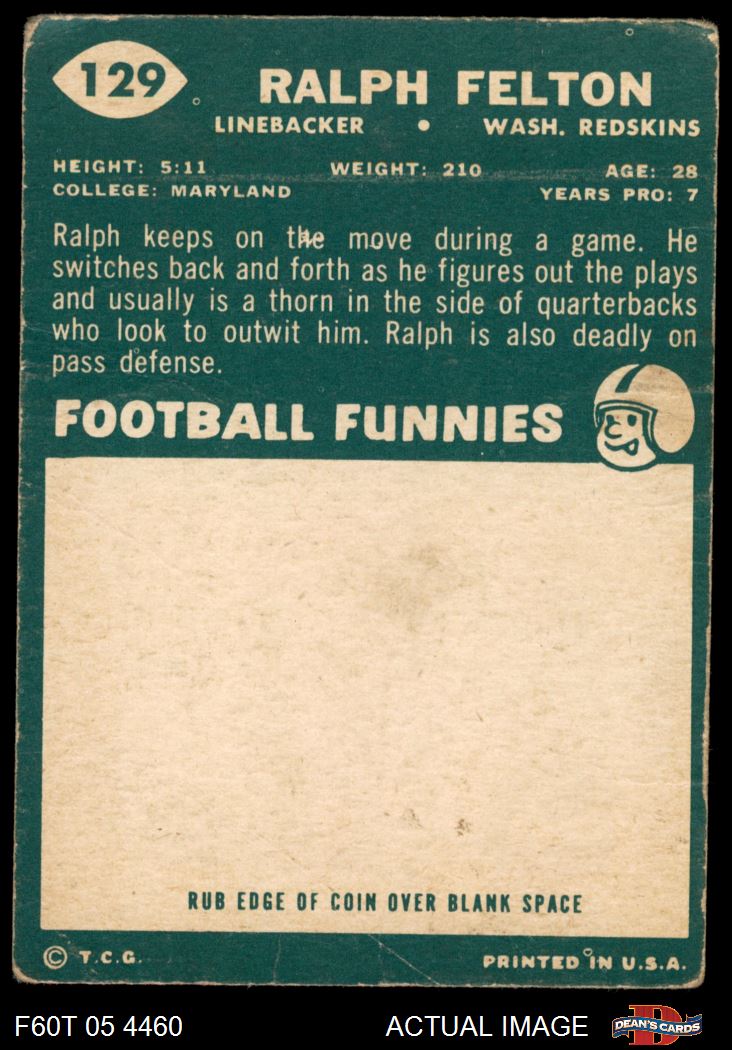 129
RALPH FELTON
LINEBACKER • WASH. REDSKINS
HEIGHT: 5:11 WEIGHT: 210 AGE: 28
COLLEGE: MARYLAND YEARS PRO: 7
Ralph keeps on the move during a game. He
switches back and forth as he figures out the plays
and usually is a thorn in the side of quarterbacks
who look to outwit him. Ralph is also deadly on
pass defense.
FOOTBALL FUNNIES
RUB EDGE OF COIN OVER BLANK SPACE
© T.C.G. PRINTED IN U.S.A.
F60T 05 4460 ACTUAL IMAGE DEAN'S CARDS